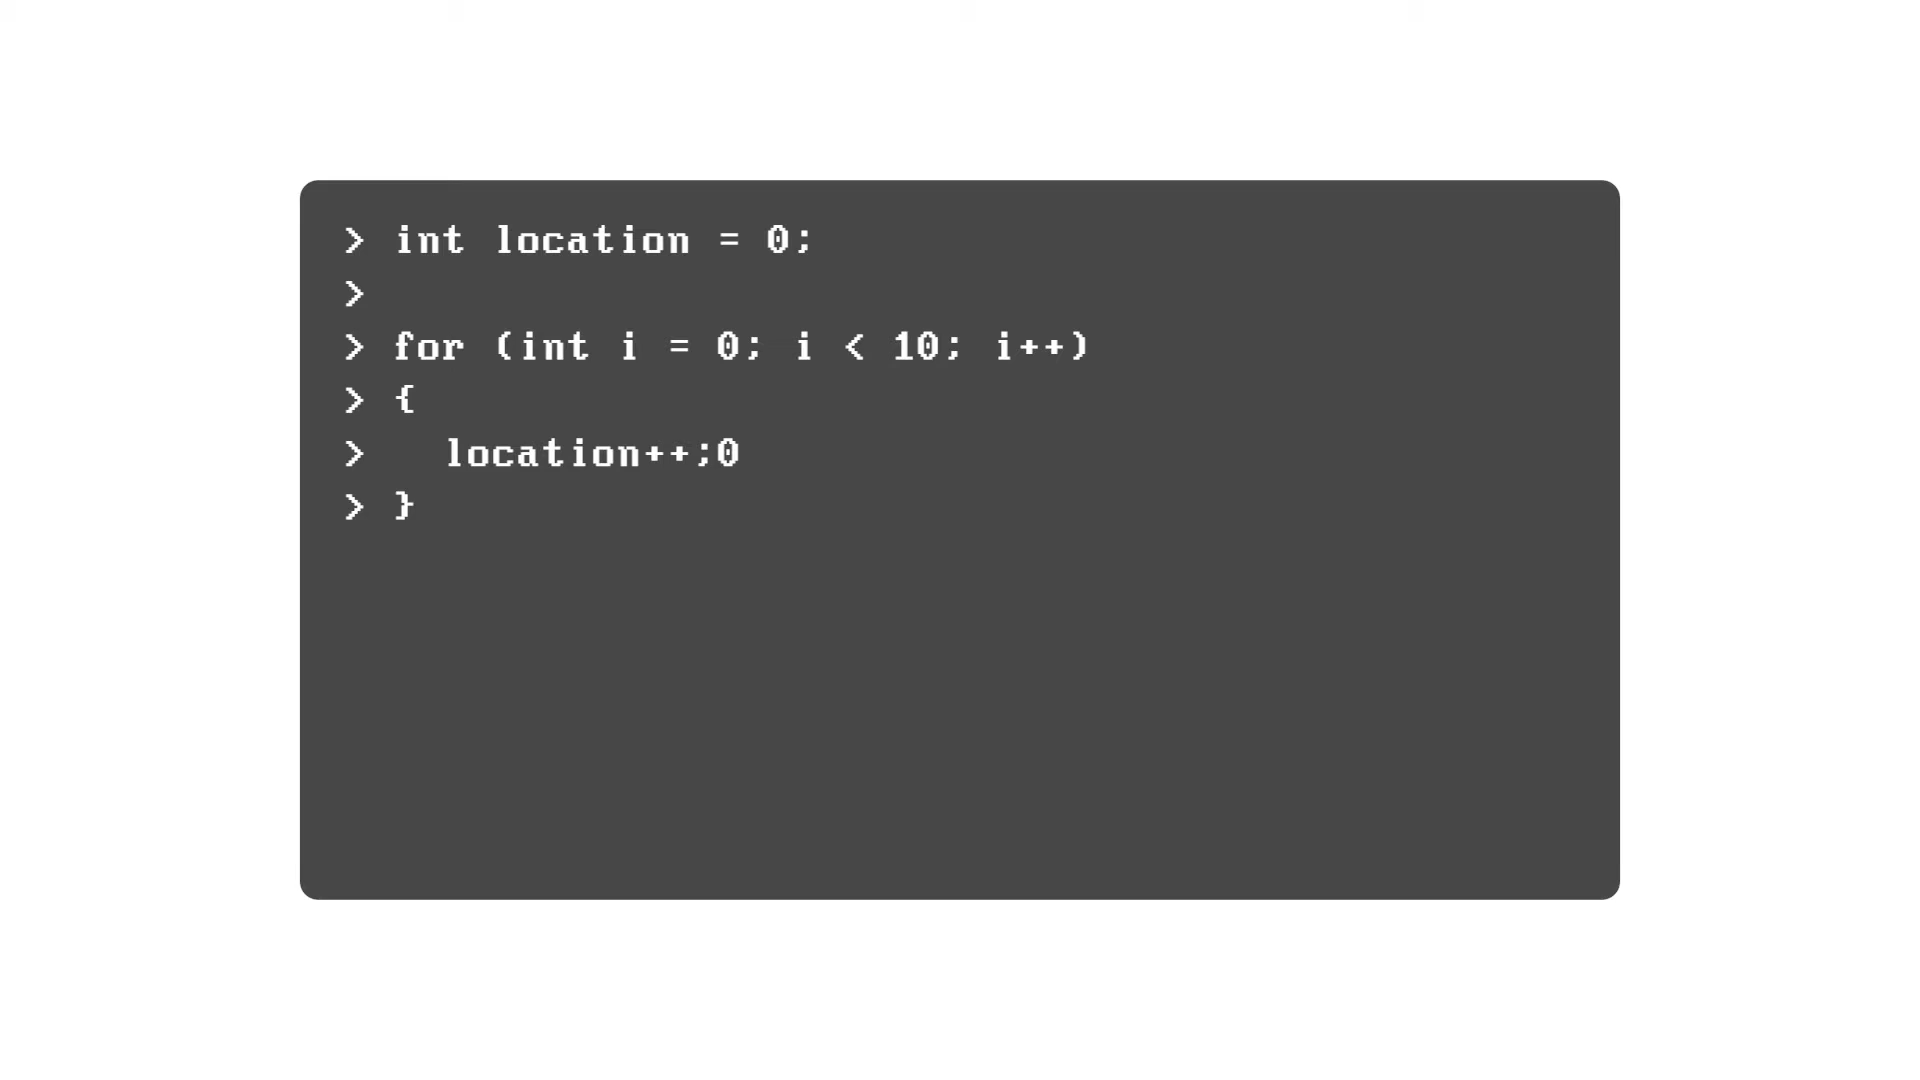 > int location = 0;
>
> for (int i = 0; i < 10; i++)
> {
>   location++;0
> }